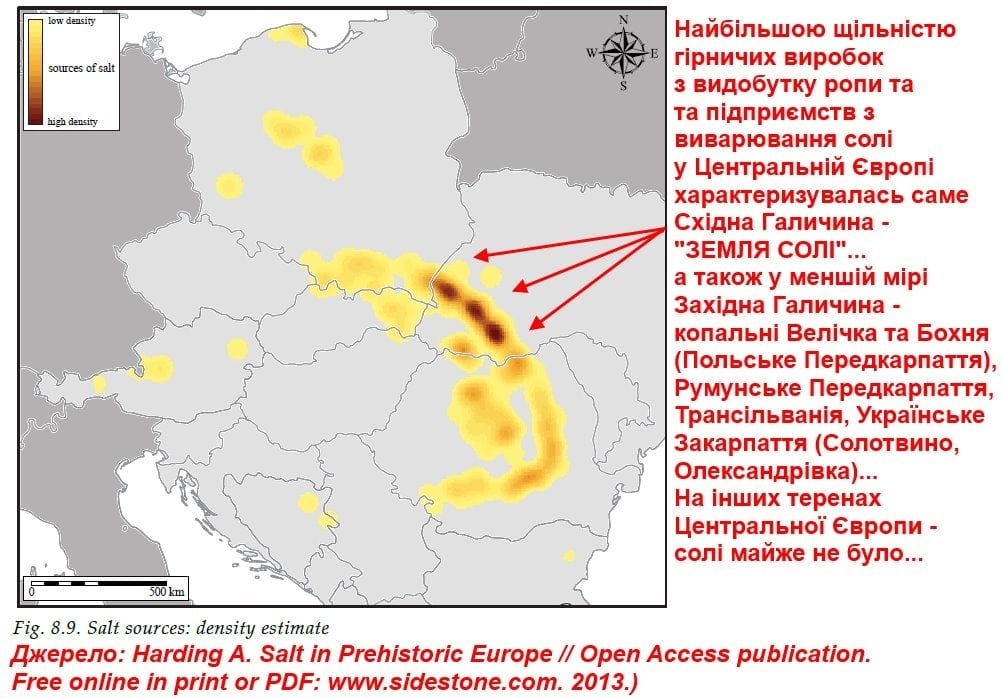 low density
sources of salt
high density
N
W
E
S
Найбільшою щільністю
гірничих виробок
з видобутку ропи та
та підприємств з
виварювання солі
у Центральній Європі
характеризувалась саме
Східна Галичина -
"ЗЕМЛЯ СОЛІ"...
а також у меншій мірі
Західна Галичина -
копальні Велічка та Бохня
(Польське Передкарпаття),
Румунське Передкарпаття,
Трансільванія, Українське
Закарпаття (Солотвино,
Олександрівка)...
На інших теренах
Центральної Європи -
солі майже не було...
0 500 km
Fig. 8.9. Salt sources: density estimate
Джерело: Harding A. Salt in Prehistoric Europe // Open Access publication.
Free online in print or PDF: www.sidestone.com. 2013.)